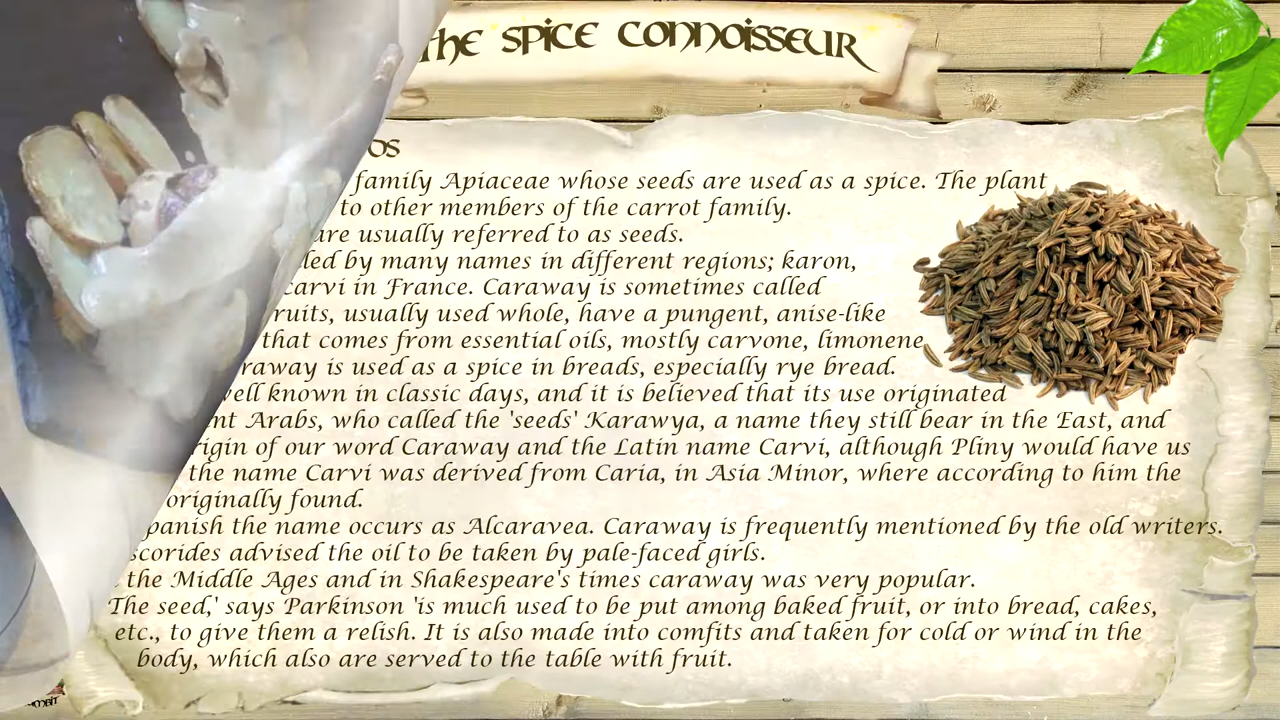 The Spice Connoisseur
family Apiaceae whose seeds are used as a spice. The plant
to other members of the carrot family.
are usually referred to as seeds.
by many names in different regions; karon,
carvi in France. Caraway is sometimes called
usually used whole, have a pungent, anise-like
that comes from essential oils, mostly carvone, limonene
is used as a spice in breads, especially rye bread.
well known in classic days, and it is believed that its use originated
Arabs, who called the 'seeds' Karawya, a name they still bear in the East, and
of our word Caraway and the Latin name Carvi, although Pliny would have us
the name Carvi was derived from Caria, in Asia Minor, where according to him the
originally found.
the name occurs as Alcaravea. Caraway is frequently mentioned by the old writers.
advised the oil to be taken by pale-faced girls.
the Middle Ages and in Shakespeare's times caraway was very popular.
The seed,' says Parkinson 'is much used to be put among baked fruit, or into bread, cakes,
etc., to give them a relish. It is also made into comfits and taken for cold or wind in the
body, which also are served to the table with fruit.